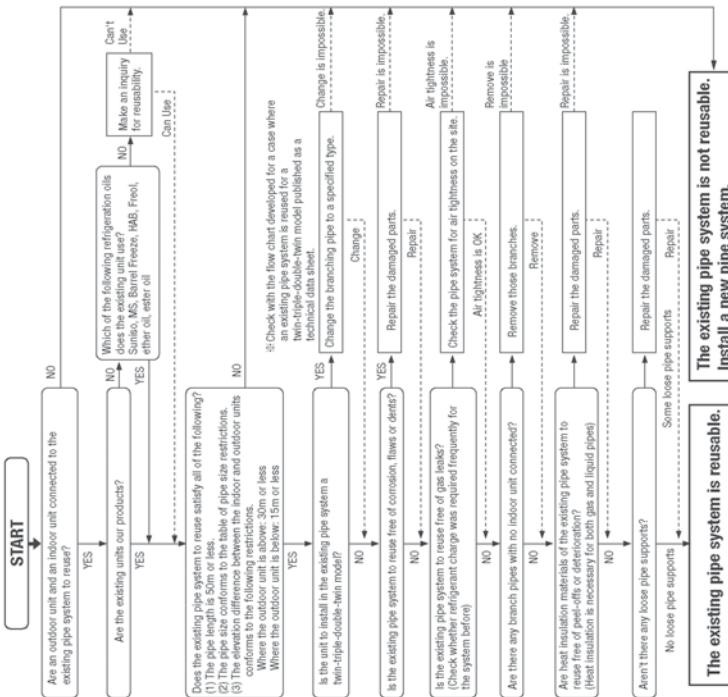 START
Are an outdoor unit and an indoor unit connected to the
existing pipe system to reuse?
NO
YES
Are the existing units our products?
NO
YES
Which of the following refrigeration oils
does the existing unit use?
Suniso, MS, Barrel Freeze, HAB, Freol,
ether oil, ester oil
NO
YES
Make an inquiry
for reusability.
Can't
Use
Can Use
Does the existing pipe system to reuse satisfy all of the following?
(1) The pipe length is 50m or less.
(2) The pipe size conforms to the table of pipe size restrictions.
(3) The elevation difference between the indoor and outdoor units
conforms to the following restrictions.
Where the outdoor unit is above: 30m or less
Where the outdoor unit is below: 15m or less
NO
YES
※ Check with the flow chart developed for a case where
an existing pipe system is reused for a
twin-triple-double-twin model published as a
technical data sheet.
Is the unit to install in the existing pipe system a
twin-triple-double-twin model?
YES
Change the branching pipe to a specified type.
Change is impossible.
Change
NO
Is the existing pipe system to reuse free of corrosion, flaws or dents?
YES
Repair the damaged parts.
Repair is impossible.
Repair
NO
Is the existing pipe system to reuse free of gas leaks?
(Check whether refrigerant charge was required frequently for
the system before)
Check the pipe system for air tightness on the site.
Air tightness is
impossible.
Air tightness is OK
NO
Are there any branch pipes with no indoor unit connected?
Remove those branches.
Remove is
impossible
Remove
NO
Are heat insulation materials of the existing pipe system to
reuse free of peel-offs or deterioration?
(Heat insulation is necessary for both gas and liquid pipes)
Repair the damaged parts.
Repair is impossible.
Repair
NO
Aren't there any loose pipe supports?
Repair the damaged parts.
Repair
Some loose pipe supports
No loose pipe supports
The existing pipe system is reusable.
The existing pipe system is not reusable.
Install a new pipe system.